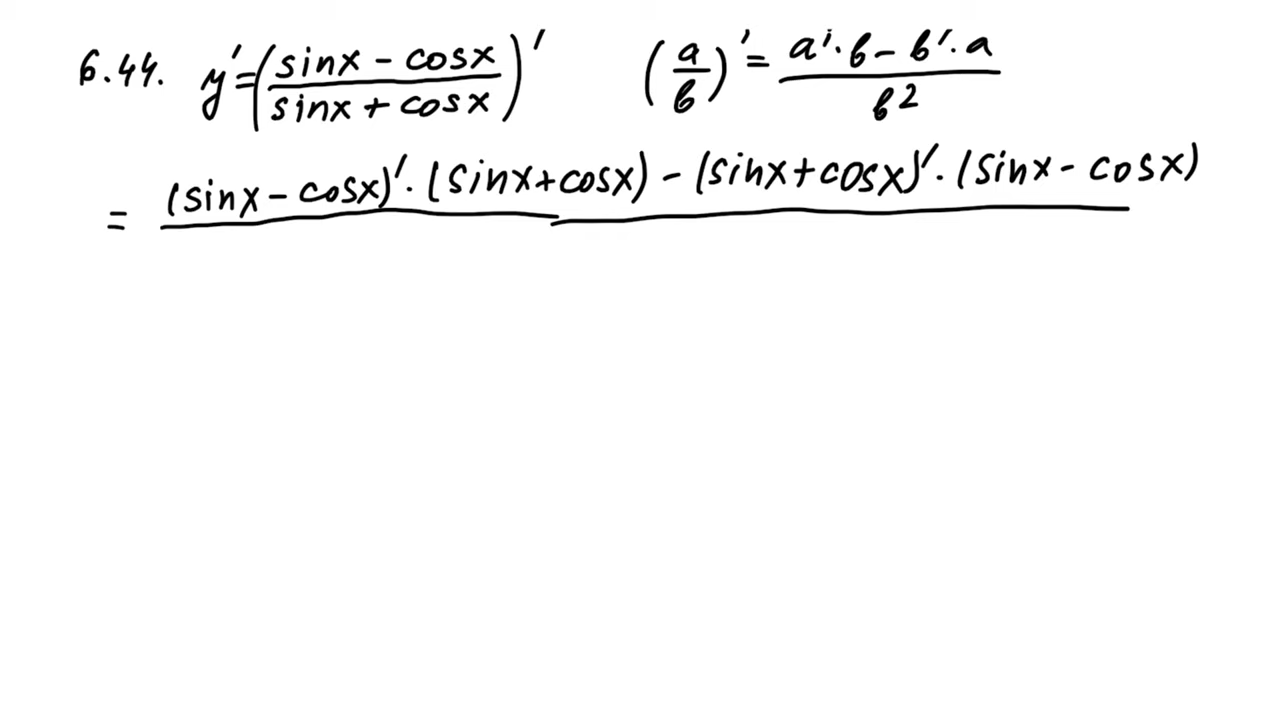 6.44. y' = (sinx - cosx / sinx + cosx)' (a/b)' = a'·b - b'·a / b²
= (sinx - cosx)'·(sinx + cosx) - (sinx + cosx)'·(sinx - cosx)